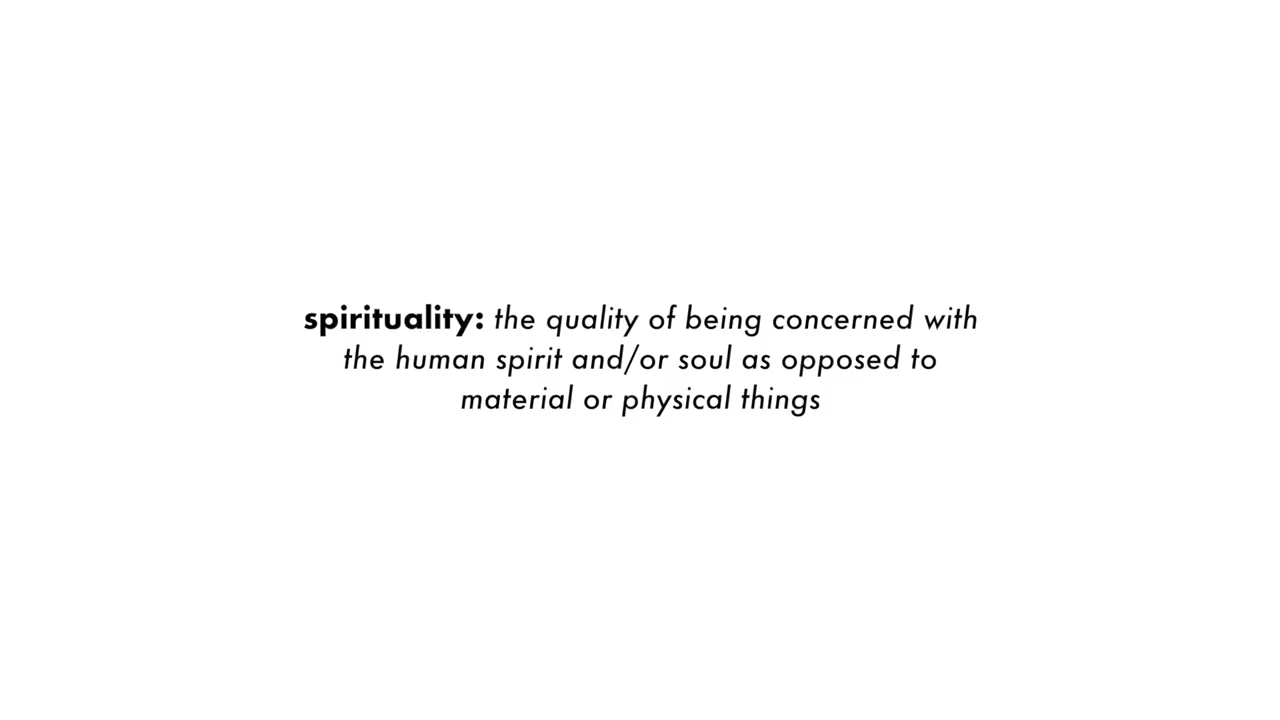 spirituality: the quality of being concerned with
the human spirit and/or soul as opposed to
material or physical things